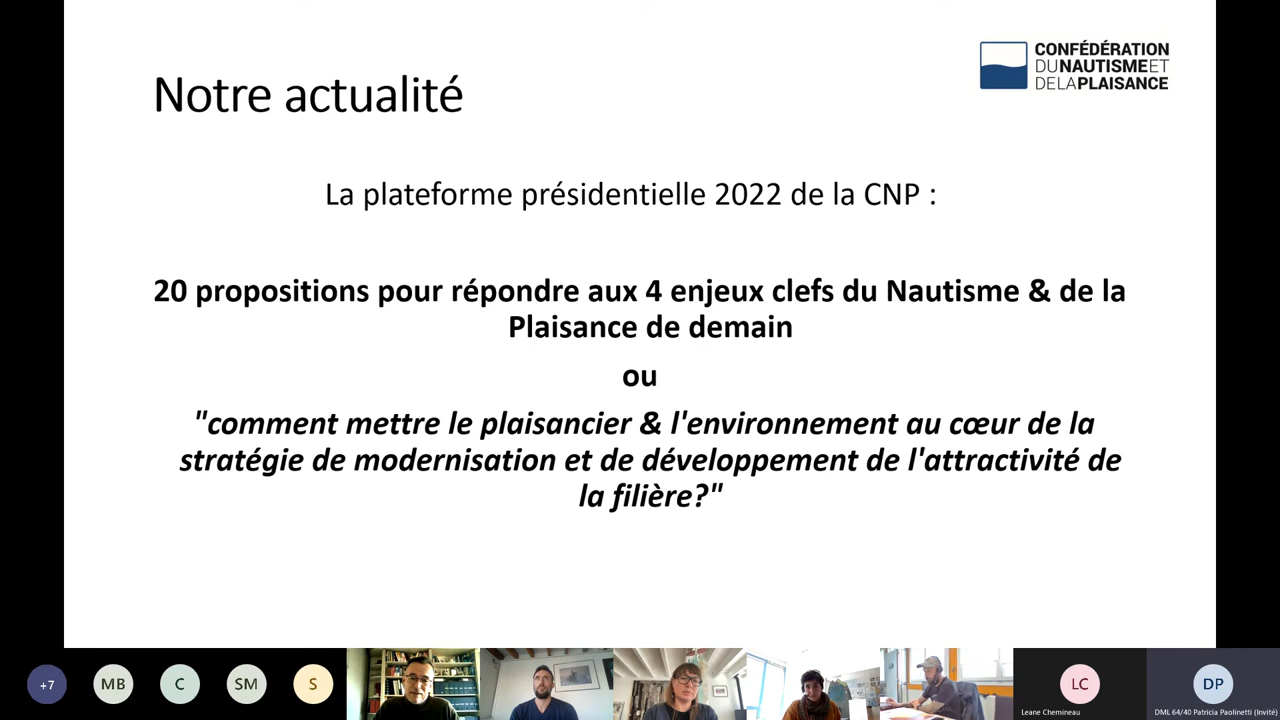 Notre actualité
CONFÉDÉRATION
DUNAUTISMEET
DELAPLAISANCE
La plateforme présidentielle 2022 de la CNP :
20 propositions pour répondre aux 4 enjeux clefs du Nautisme & de la
Plaisance de demain
ou
"comment mettre le plaisancier & l'environnement au cœur de la
stratégie de modernisation et de développement de l'attractivité de
la filière?"
+7
MB
C
SM
S
LC
DP
Leane Chemineau
DML 64/40 Patricia Paolinetti (Invité)